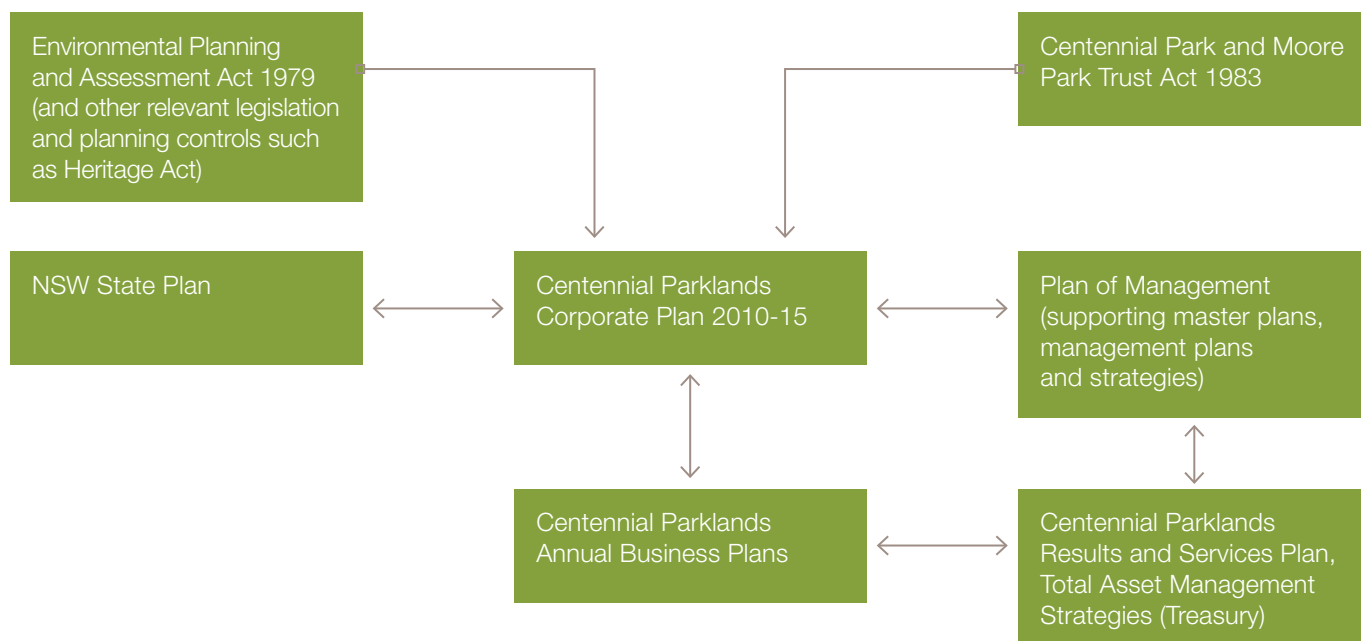 Environmental Planning
and Assessment Act 1979
(and other relevant legislation
and planning controls such
as Heritage Act)
Centennial Park and Moore
Park Trust Act 1983
NSW State Plan
Centennial Parklands
Corporate Plan 2010-15
Plan of Management
(supporting master plans,
management plans
and strategies)
Centennial Parklands
Annual Business Plans
Centennial Parklands
Results and Services Plan,
Total Asset Management
Strategies (Treasury)